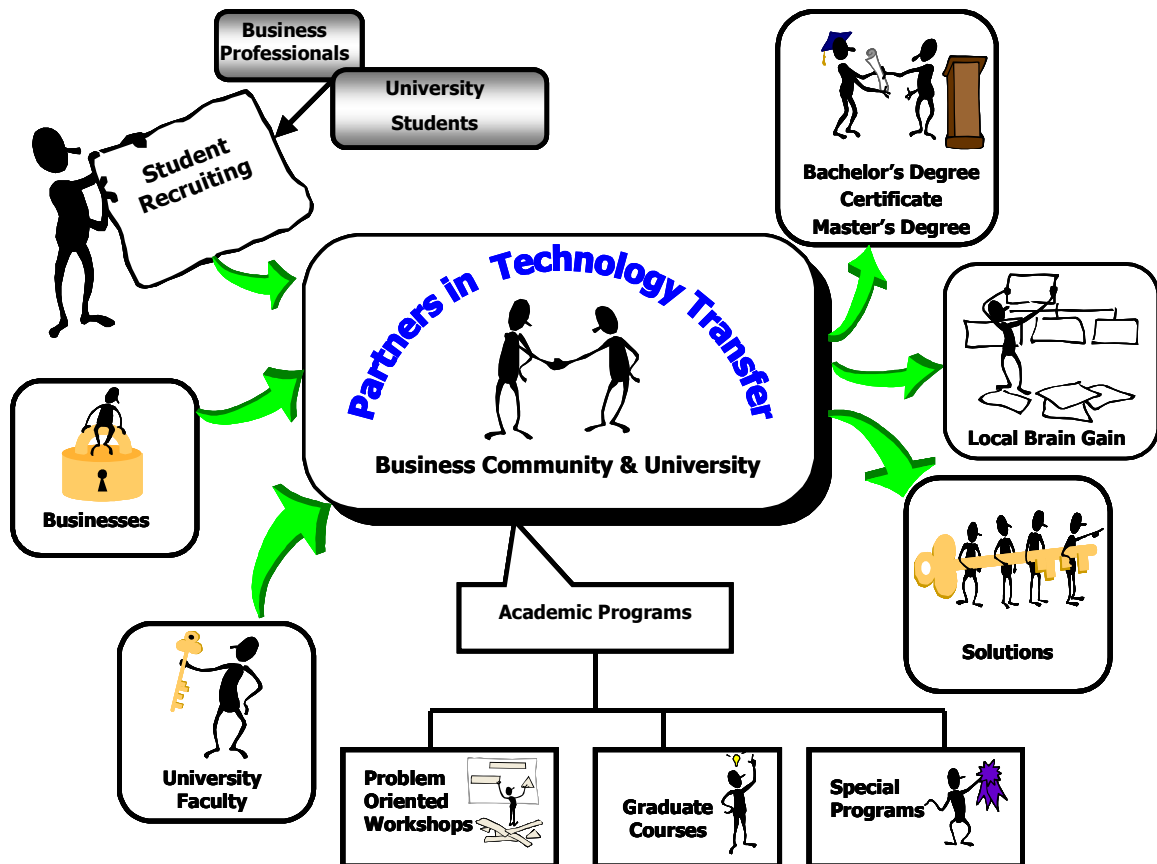 Business
Professionals
University
Students
Student
Recruiting
Bachelor's Degree
Certificate
Master's Degree
Partners in Technology Transfer
Business Community & University
Local Brain Gain
Businesses
Solutions
Academic Programs
University
Faculty
Problem
Oriented
Workshops
Graduate
Courses
Special
Programs